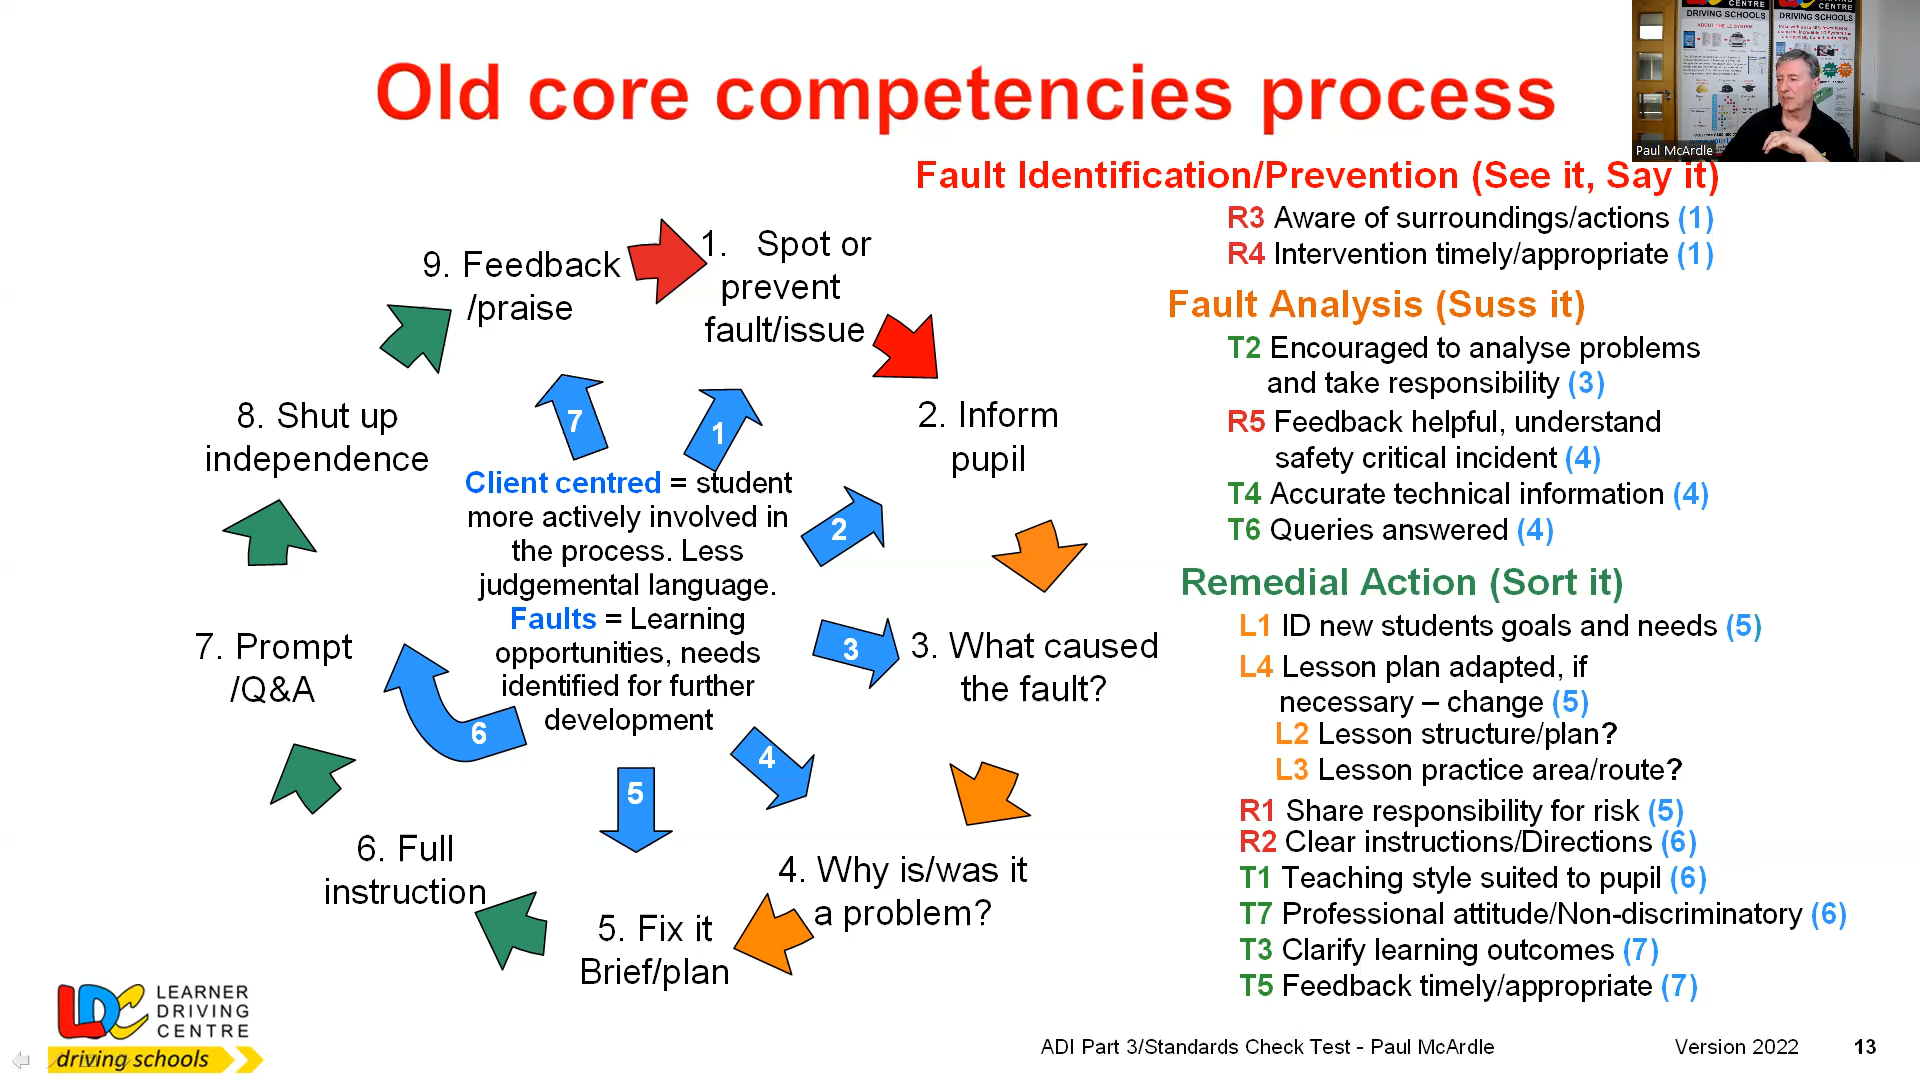 Old core competencies process
CENTRE
CENTRE
DRIVING SCHOOLS
DRIVING SCHOOLS
Paul McArdle
Fault Identification/Prevention (See it, Say it)
R3 Aware of surroundings/actions (1)
R4 Intervention timely/appropriate (1)
Fault Analysis (Suss it)
T2 Encouraged to analyse problems
and take responsibility (3)
R5 Feedback helpful, understand
safety critical incident (4)
T4 Accurate technical information (4)
T6 Queries answered (4)
Remedial Action (Sort it)
L1 ID new students goals and needs (5)
L4 Lesson plan adapted, if
necessary – change (5)
L2 Lesson structure/plan?
L3 Lesson practice area/route?
R1 Share responsibility for risk (5)
R2 Clear instructions/Directions (6)
T1 Teaching style suited to pupil (6)
T7 Professional attitude/Non-discriminatory (6)
T3 Clarify learning outcomes (7)
T5 Feedback timely/appropriate (7)
1. Spot or
prevent
fault/issue
2. Inform
pupil
3. What caused
the fault?
4. Why is/was it
a problem?
5. Fix it
Brief/plan
6. Full
instruction
7. Prompt
/Q&A
8. Shut up
independence
9. Feedback
/praise
1
2
3
4
5
6
7
Client centred = student
more actively involved in
the process. Less
judgemental language.
Faults = Learning
opportunities, needs
identified for further
development
LDC LEARNER
DRIVING
CENTRE
driving schools
ADI Part 3/Standards Check Test - Paul McArdle
Version 2022
13